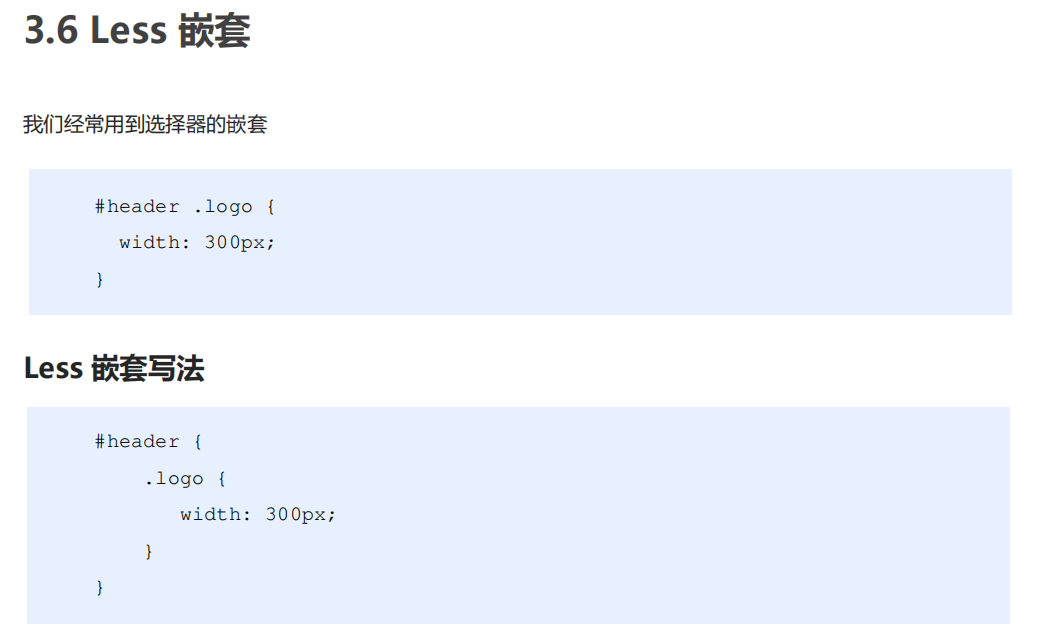 3.6 Less 嵌套
我们经常用到选择器的嵌套
#header .logo {
  width: 300px;
}
Less 嵌套写法
#header {
    .logo {
       width: 300px;
    }
}